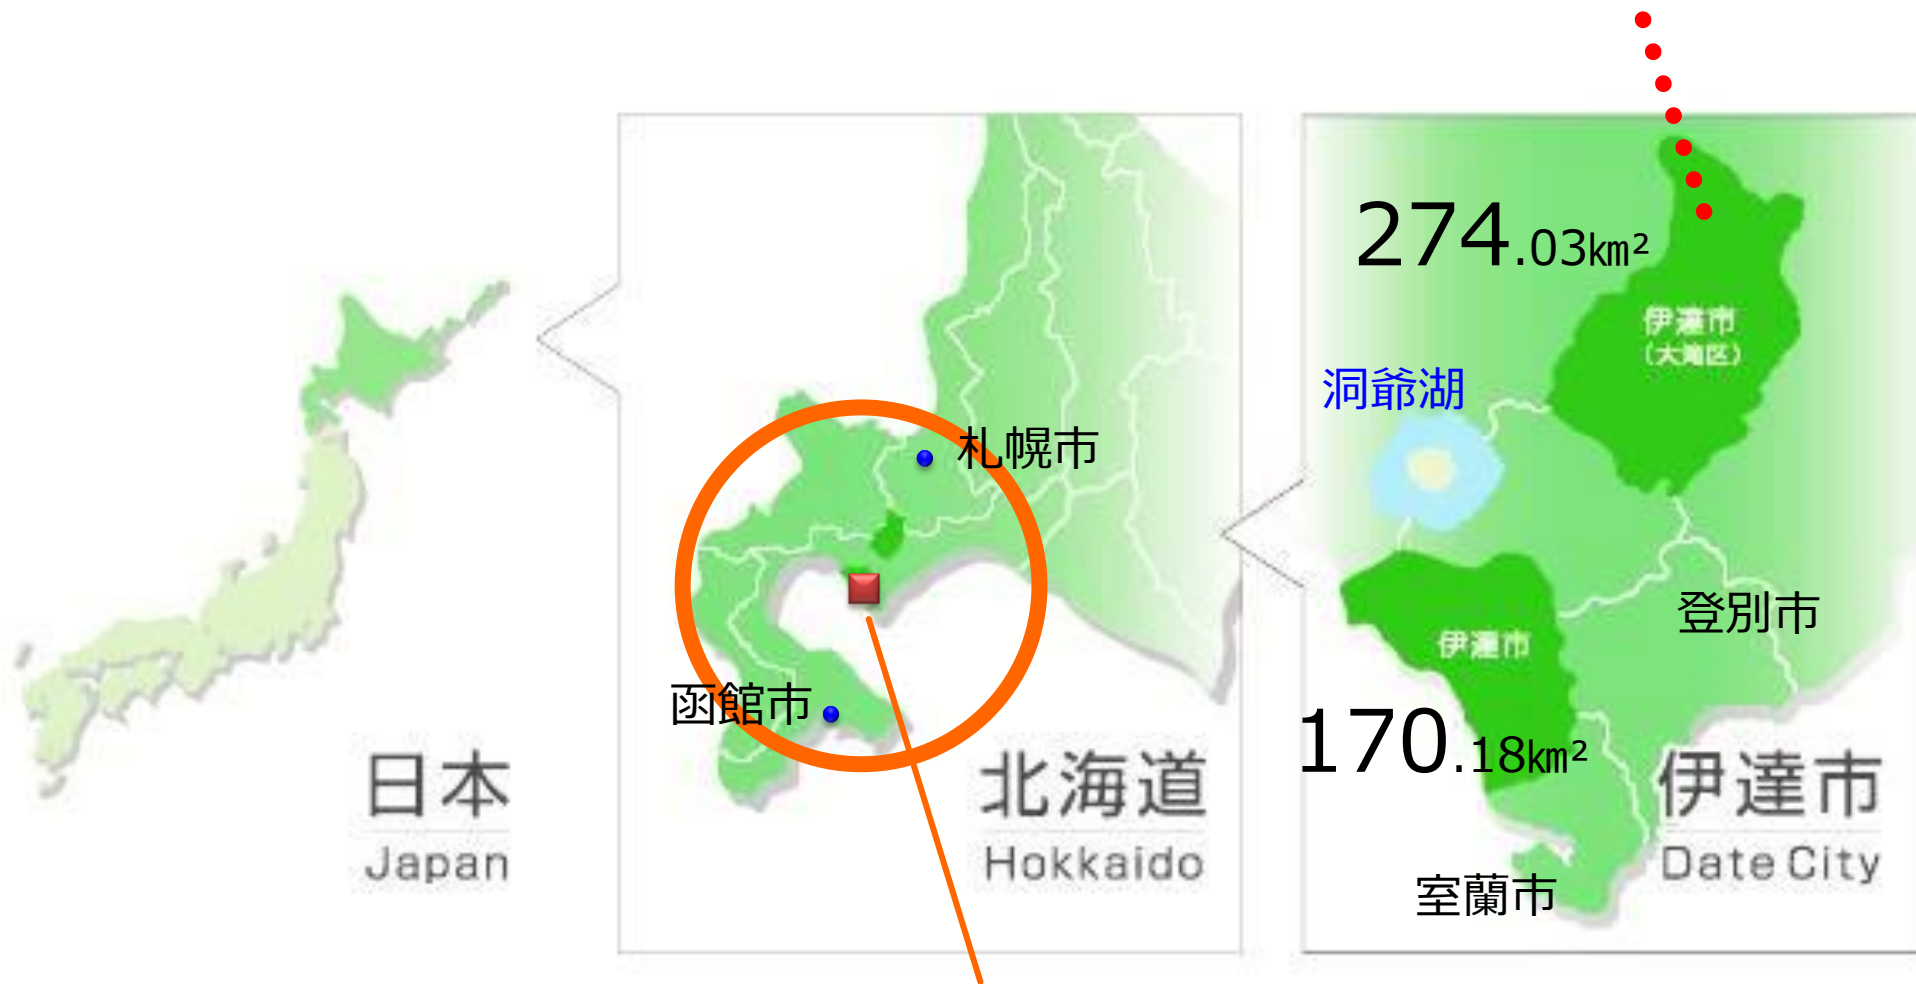 日本
Japan
札幌市
函館市
北海道
Hokkaido
274.03km²
伊達市
(大滝区)
洞爺湖
登別市
伊達市
170.18km²
伊達市
Date City
室蘭市